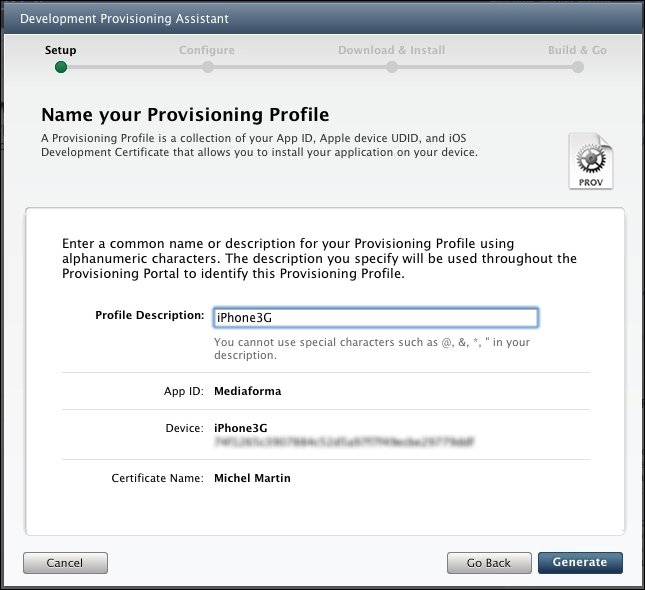 Development Provisioning Assistant
Setup Configure Download & Install Build & Go
Name your Provisioning Profile
A Provisioning Profile is a collection of your App ID, Apple device UDID, and iOS
Development Certificate that allows you to install your application on your device.
PROV
Enter a common name or description for your Provisioning Profile using
alphanumeric characters. The description you specify will be used throughout the
Provisioning Portal to identify this Provisioning Profile.
Profile Description: iPhone3G
You cannot use special characters such as @, &, *, " in your
description.
App ID: Mediaforma
Device: iPhone3G
Certificate Name: Michel Martin
Cancel Go Back Generate